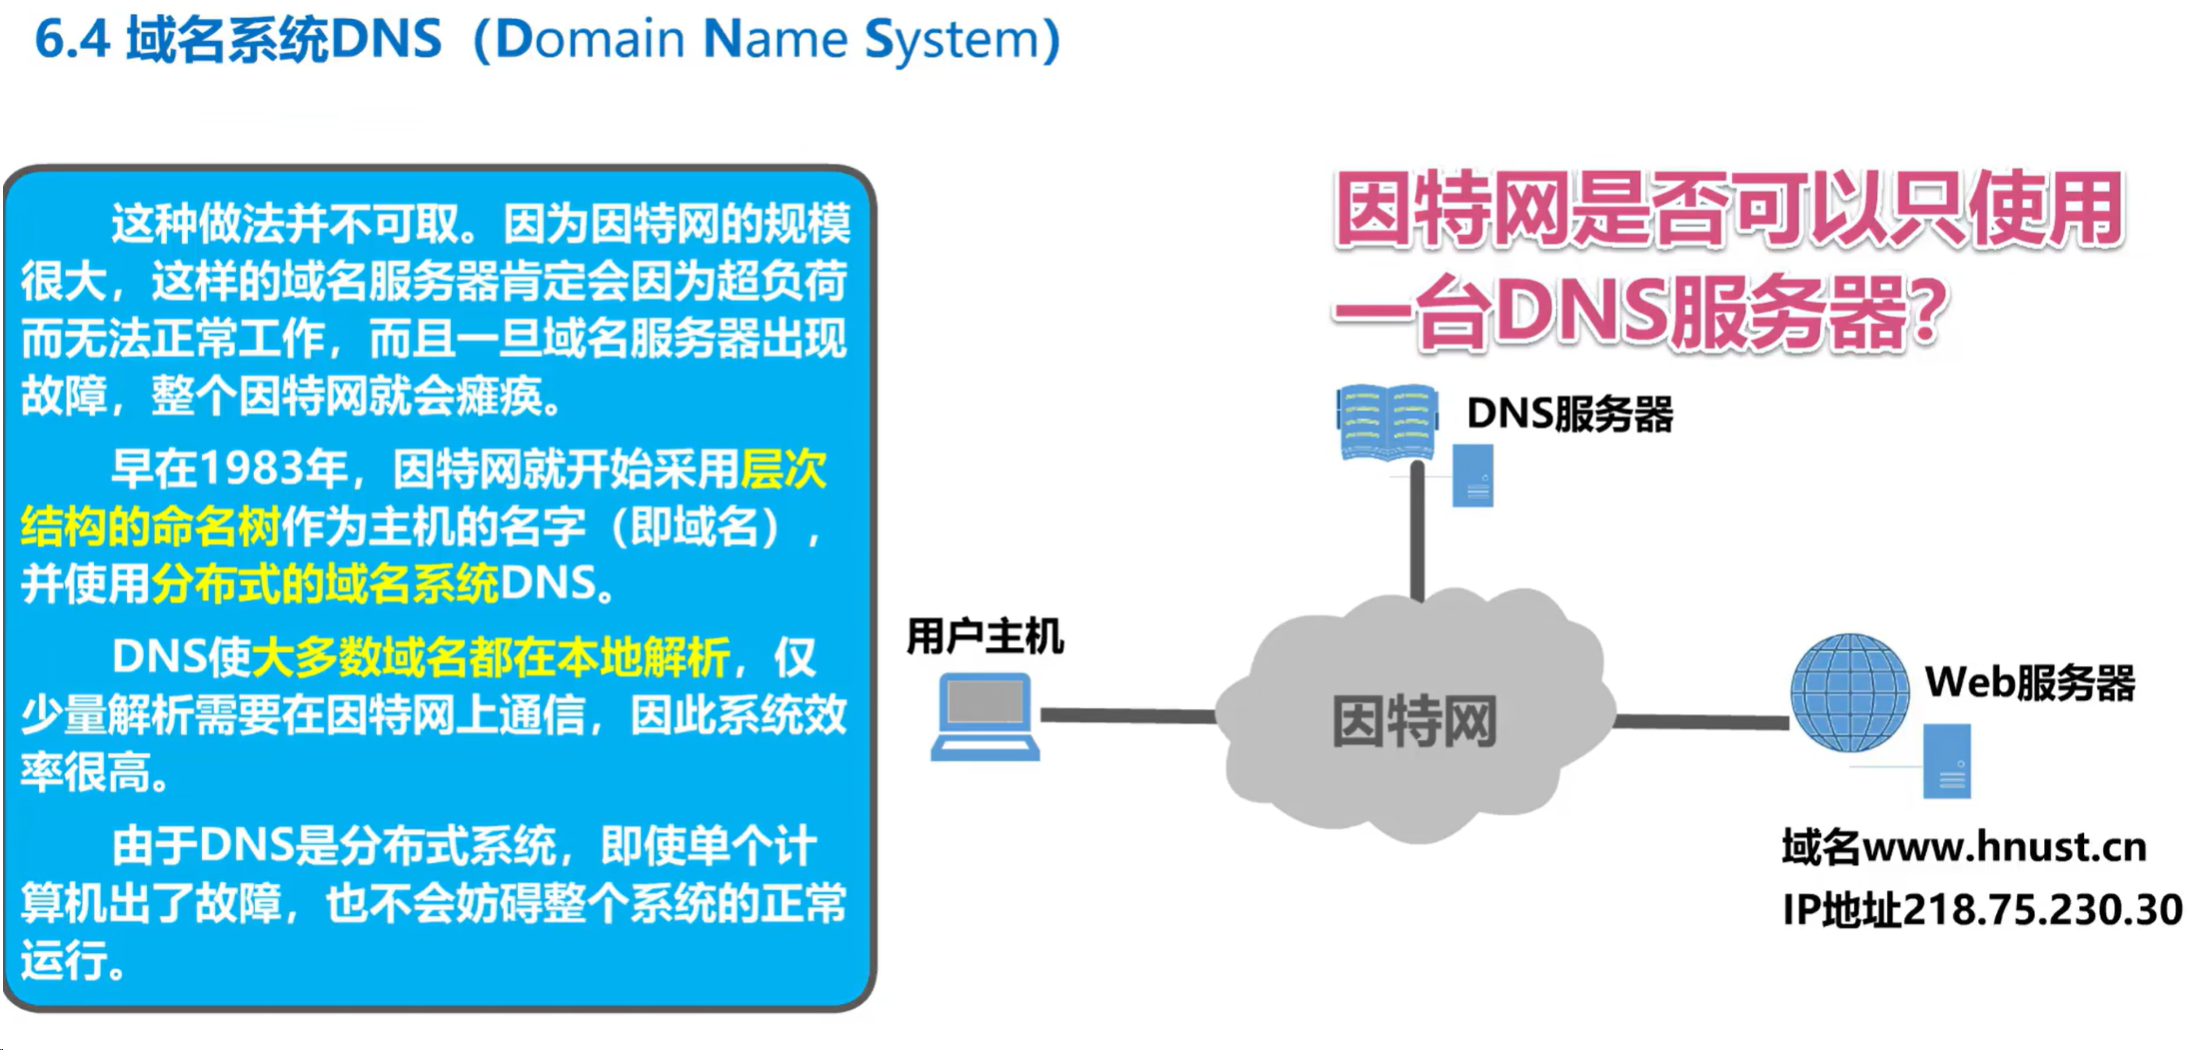 6.4 域名系统DNS（Domain Name System）
因特网是否可以只使用
一台DNS服务器？
这种做法并不可取。因为因特网的规模
很大，这样的域名服务器肯定会因为超负荷
而无法正常工作，而且一旦域名服务器出现
故障，整个因特网就会瘫痪。
早在1983年，因特网就开始采用层次
结构的命名树作为主机的名字（即域名），
并使用分布式的域名系统DNS。
DNS使大多数域名都在本地解析，仅
少量解析需要在因特网上通信，因此系统效
率很高。
由于DNS是分布式系统，即使单个计
算机出了故障，也不会妨碍整个系统的正常
运行。
DNS服务器
用户主机
因特网
Web服务器
域名www.hnust.cn
IP地址218.75.230.30